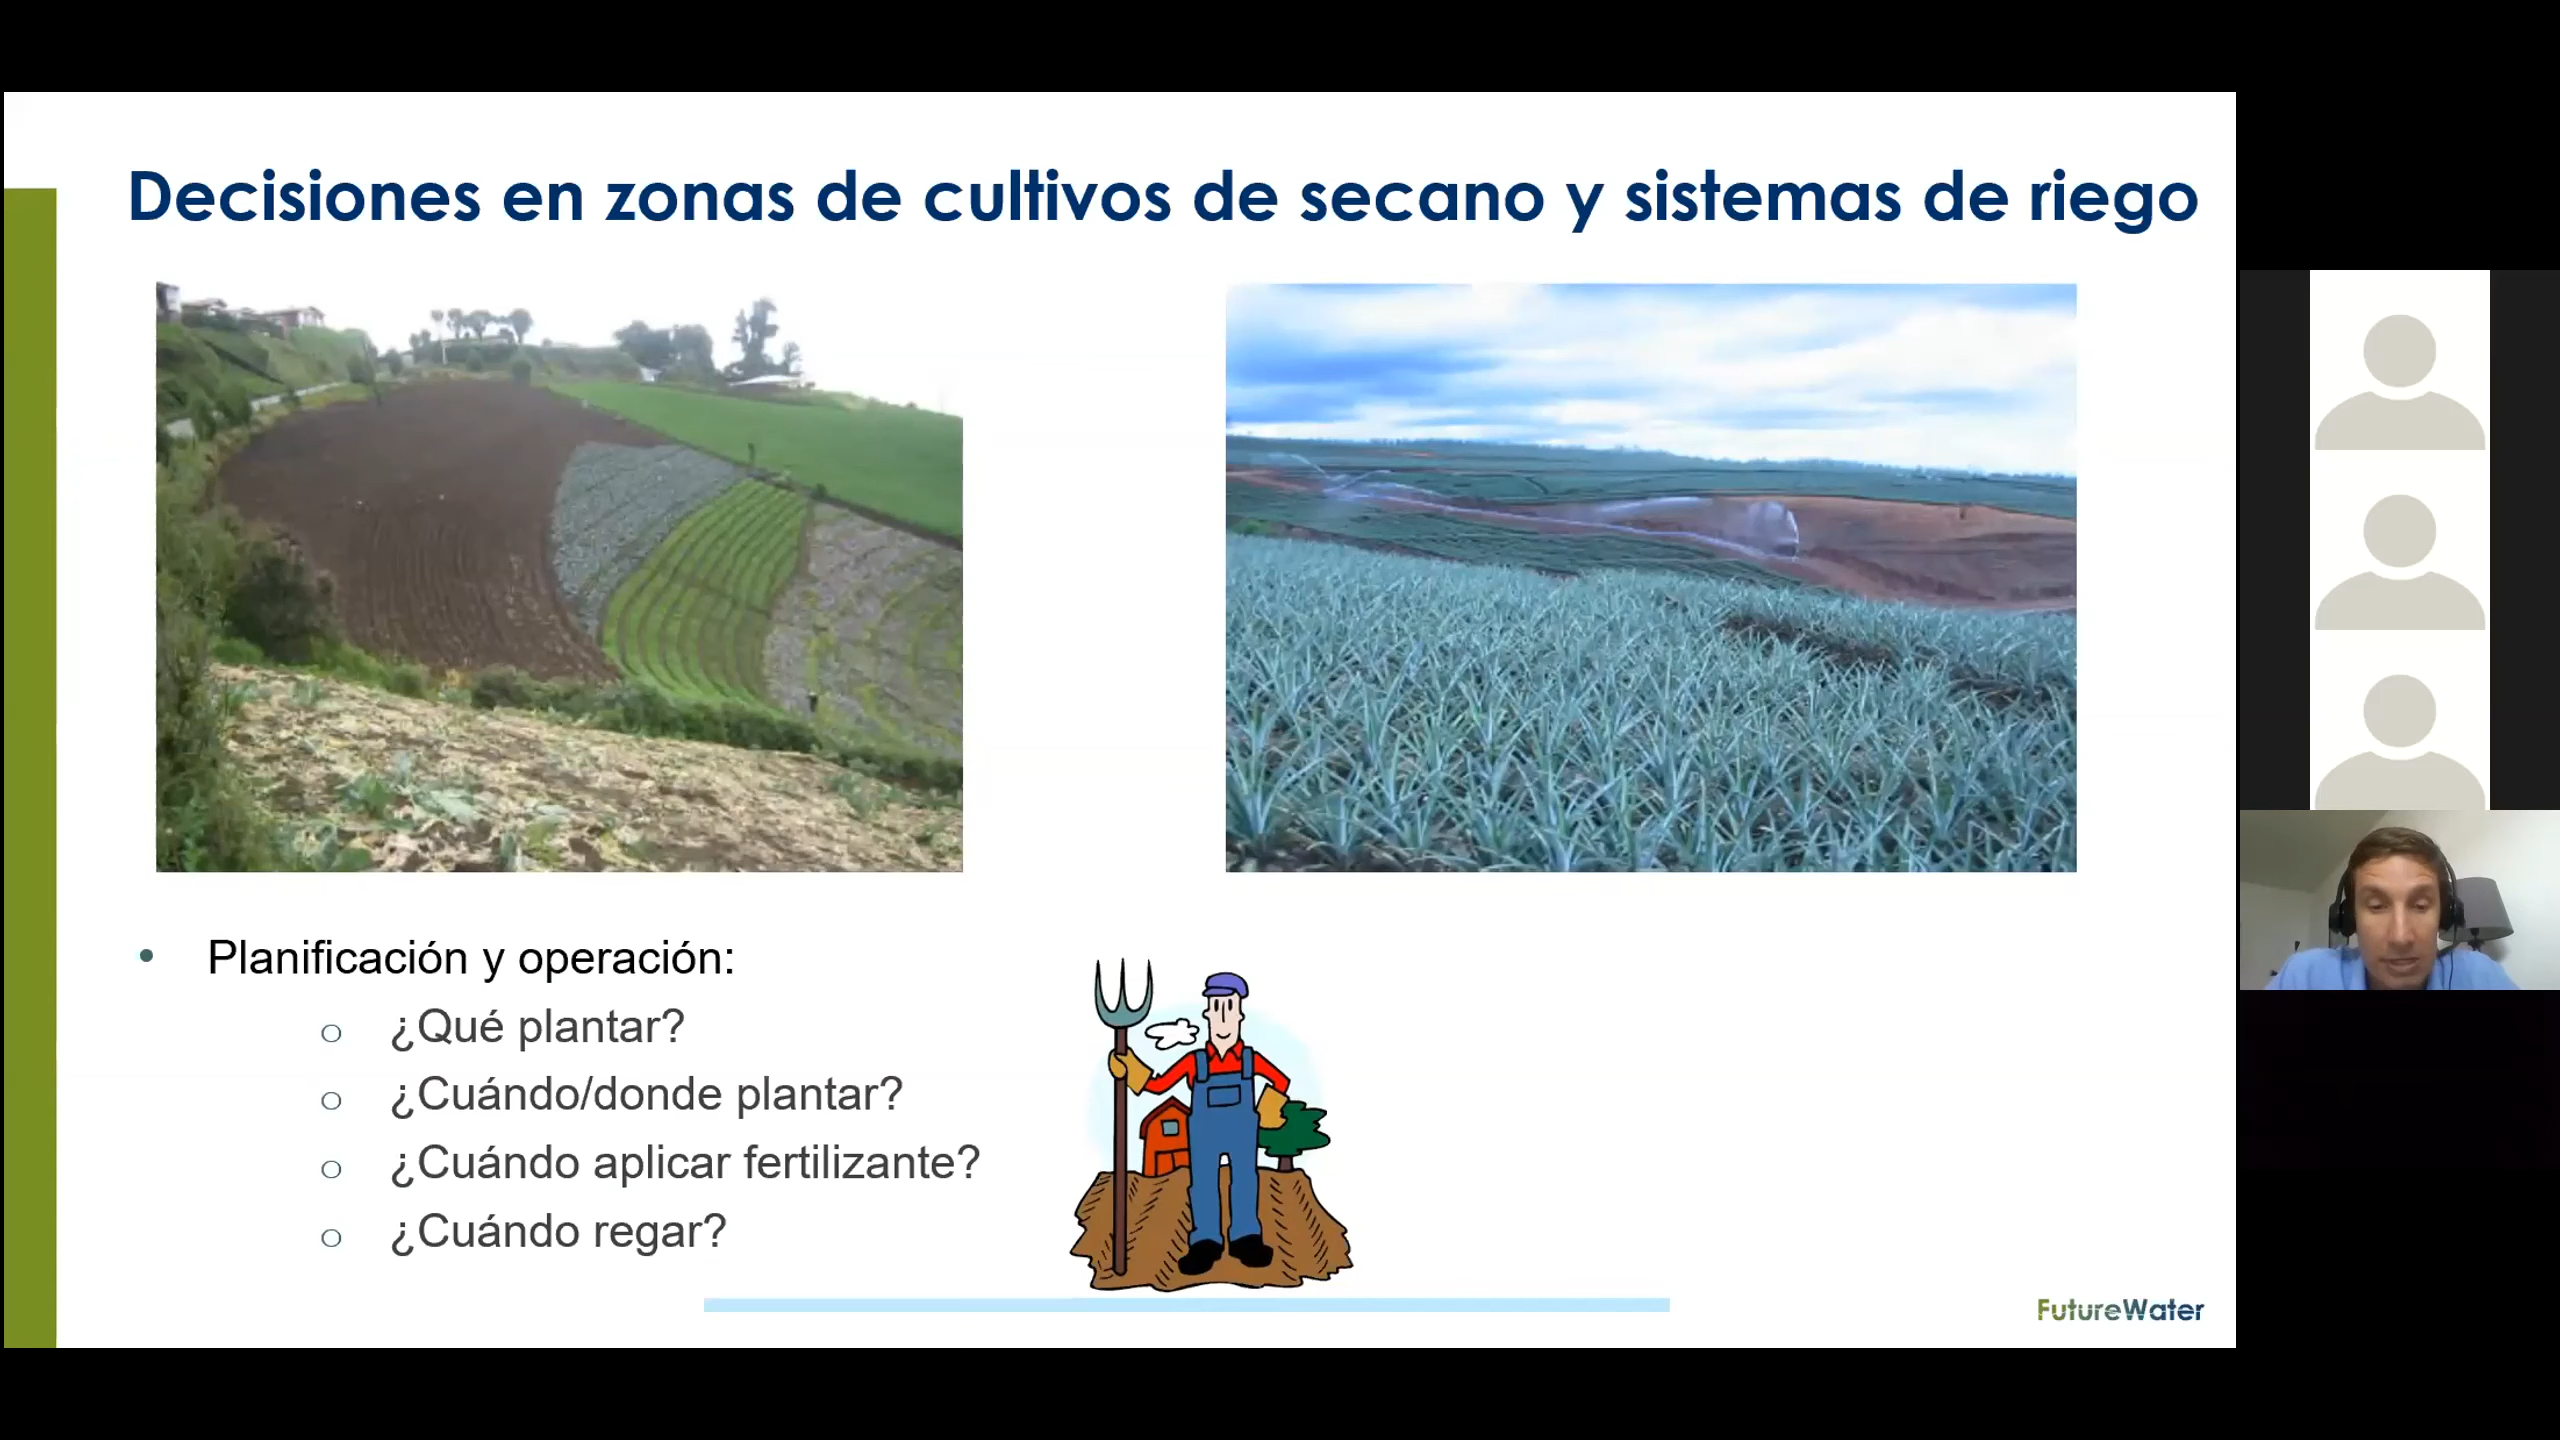 Decisiones en zonas de cultivos de secano y sistemas de riego
• Planificación y operación:
o ¿Qué plantar?
o ¿Cuándo/donde plantar?
o ¿Cuándo aplicar fertilizante?
o ¿Cuándo regar?
FutureWater